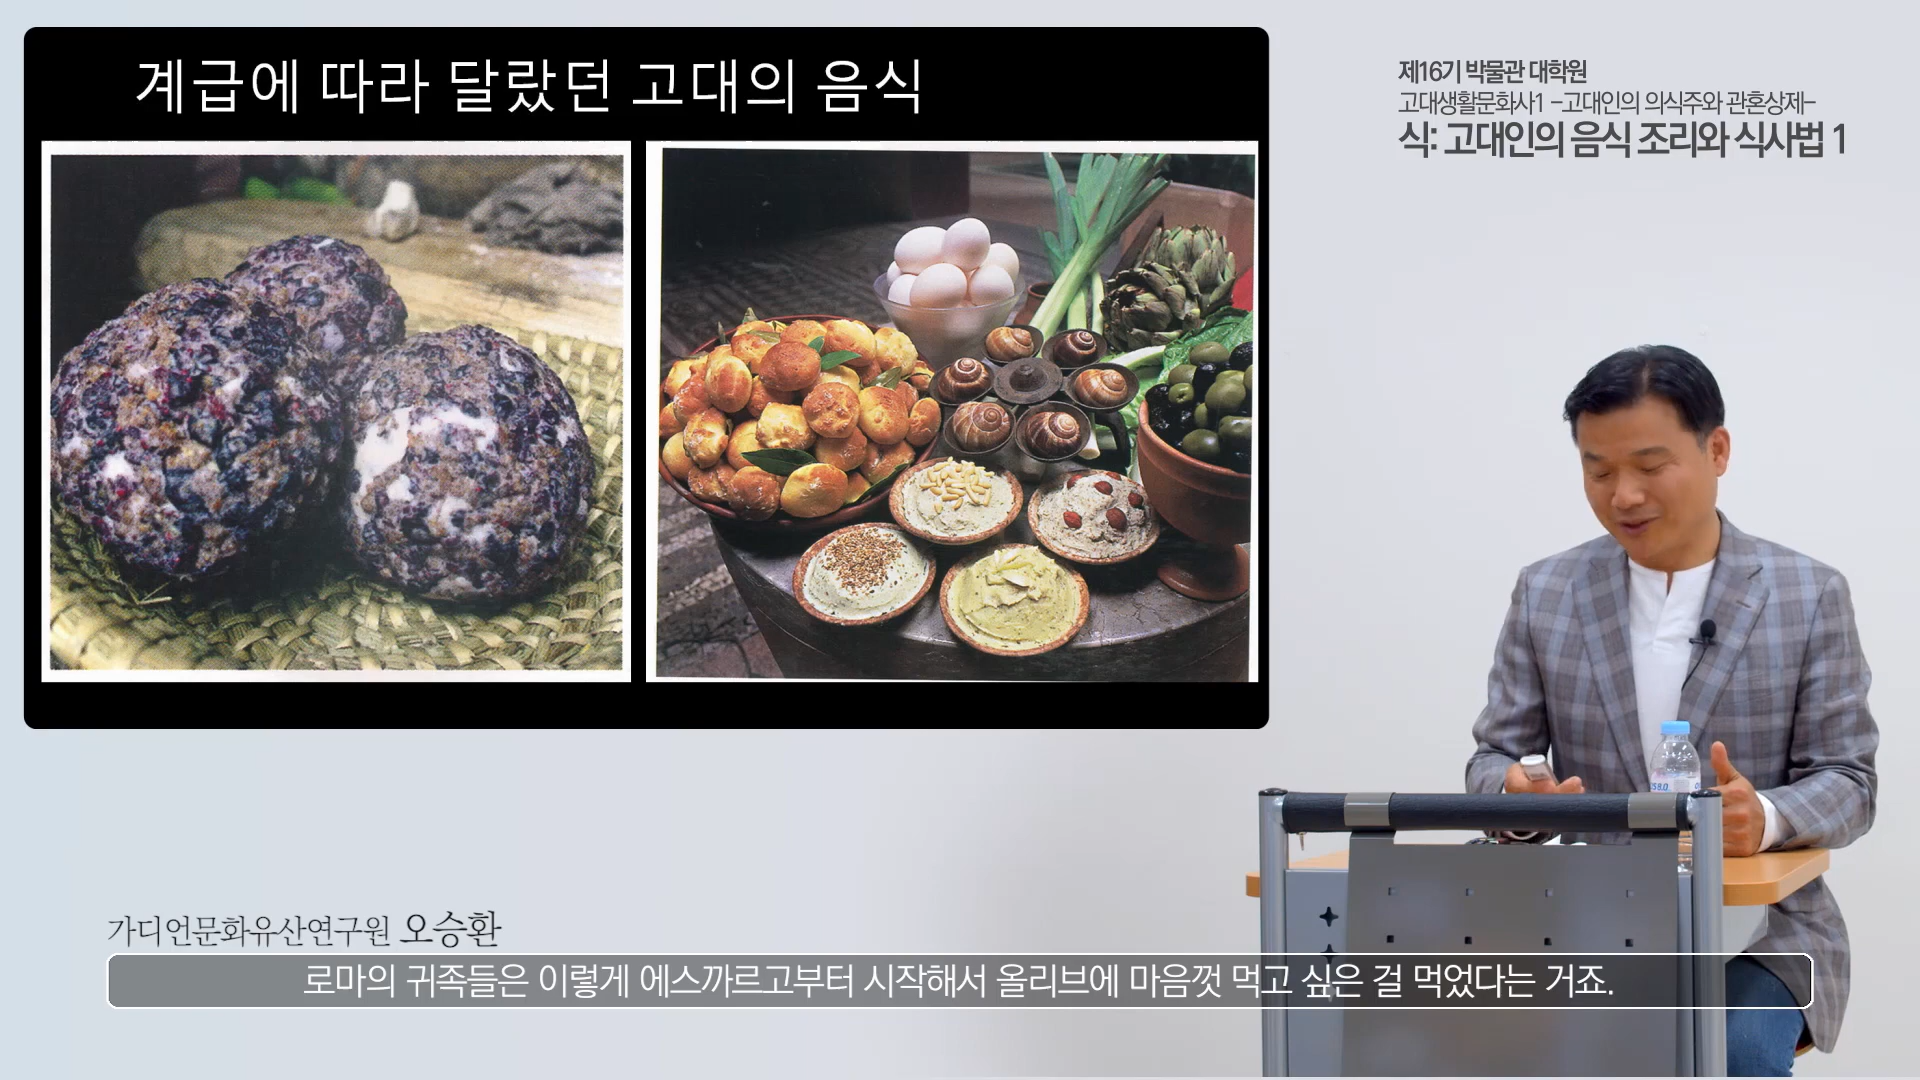 계급에 따라 달랐던 고대의 음식
제16기 박물관 대학원
고대생활문화사1 -고대인의 의식주와 관혼상제-
식: 고대인의 음식 조리와 식사법 1
58.0
가디언문화유산연구원 오승환
로마의 귀족들은 이렇게 에스까르고부터 시작해서 올리브에 마음껏 먹고 싶은 걸 먹었다는 거죠.